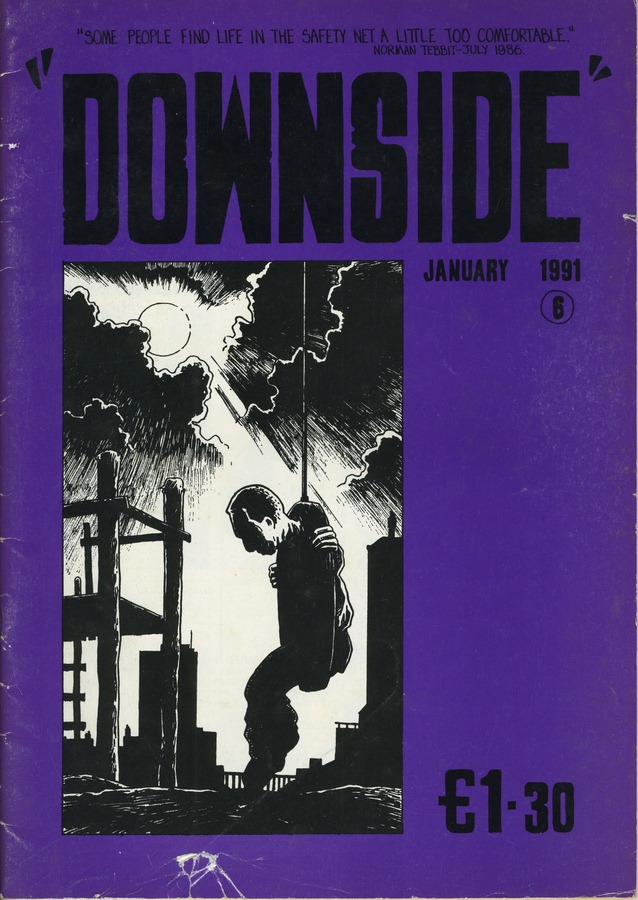 "SOME PEOPLE FIND LIFE IN THE SAFETY NET A LITTLE TOO COMFORTABLE."
NORMAN TEBBIT-JULY 1986.
"DOWNSIDE"
JANUARY 1991
6
£1·30